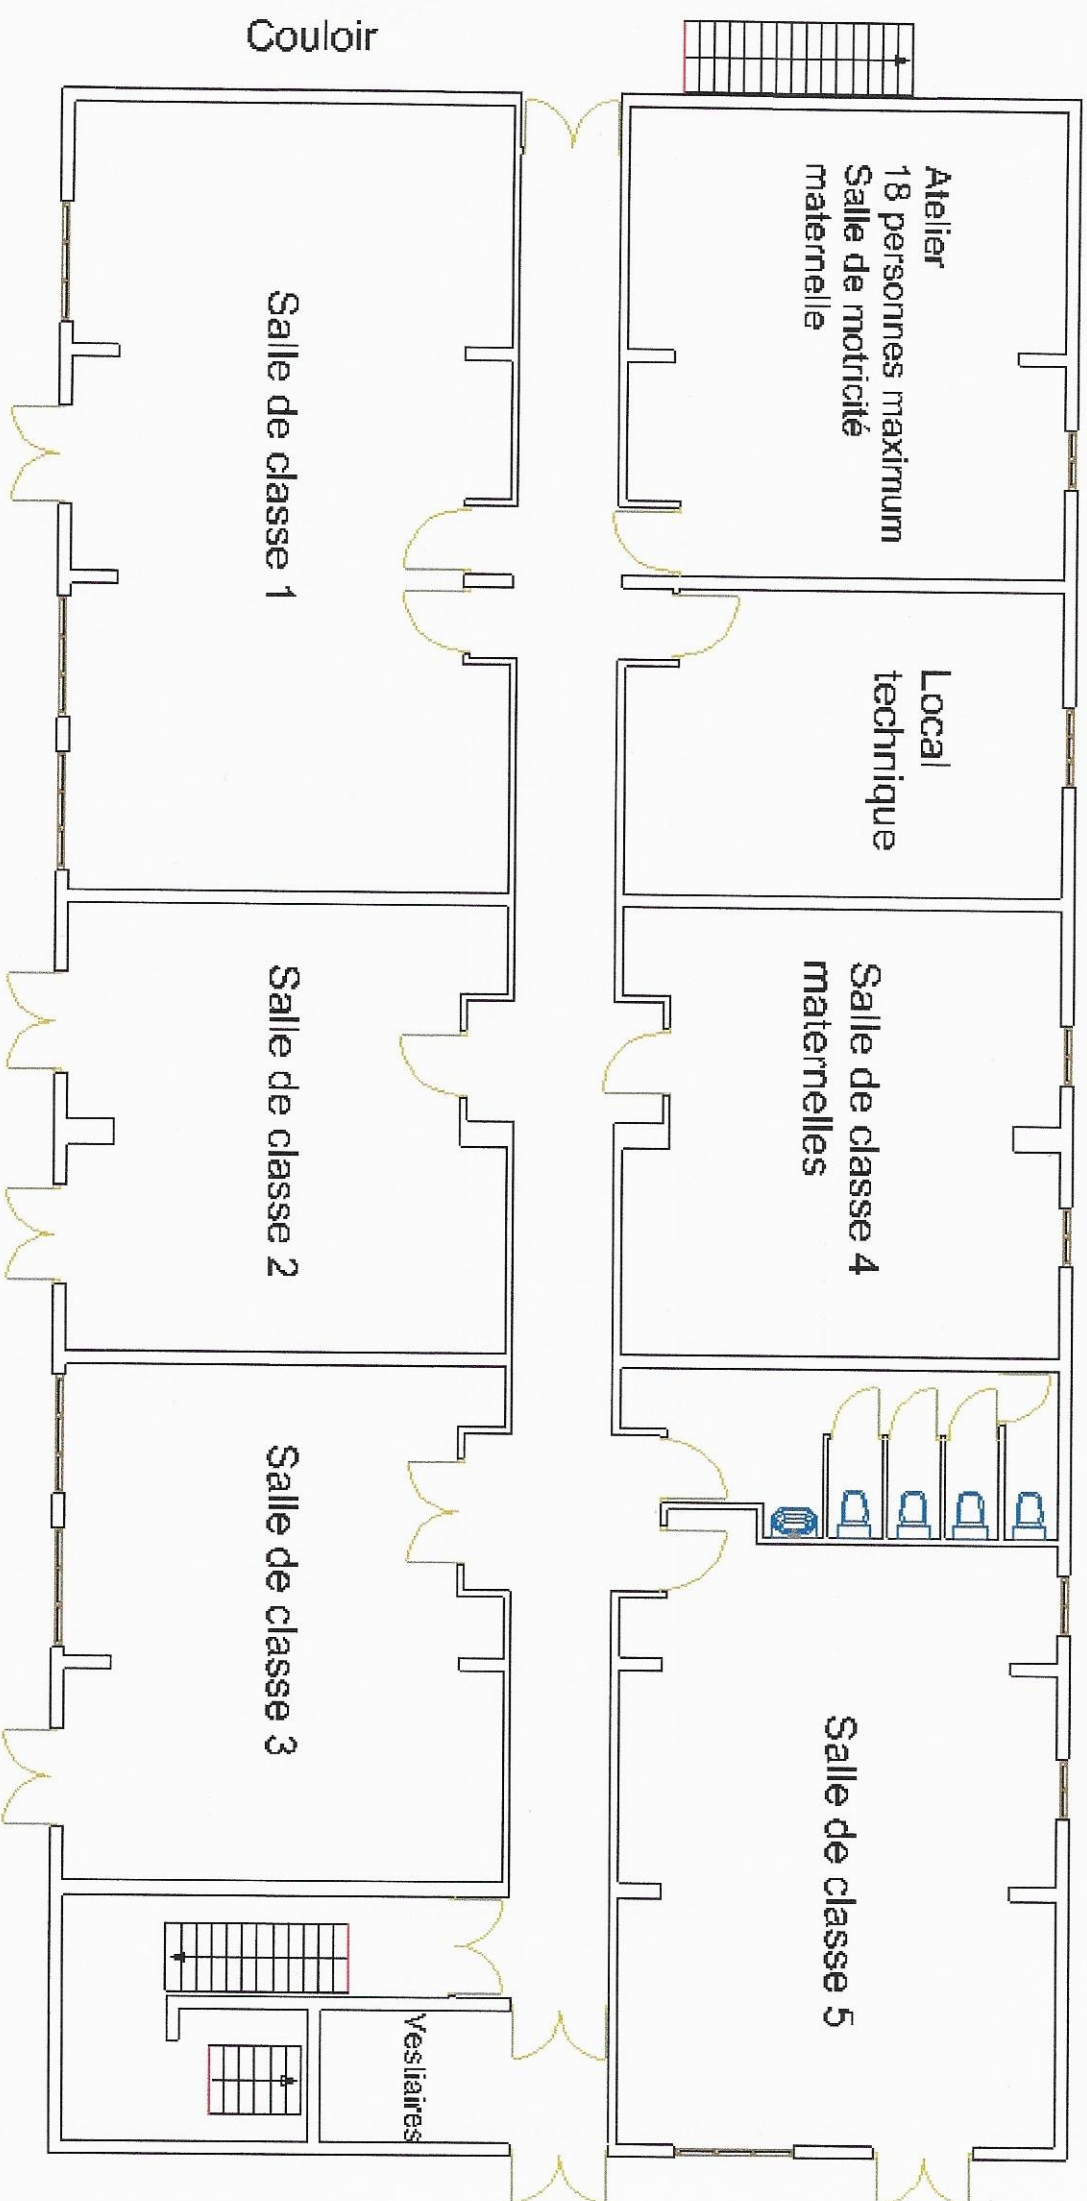 Couloir
Atelier
18 personnes maximum
Salle de motricité
maternelle
Salle de classe 1
Local
technique
Salle de classe 4
maternelles
Salle de classe 2
Salle de classe 3
Salle de classe 5
Vestiaires